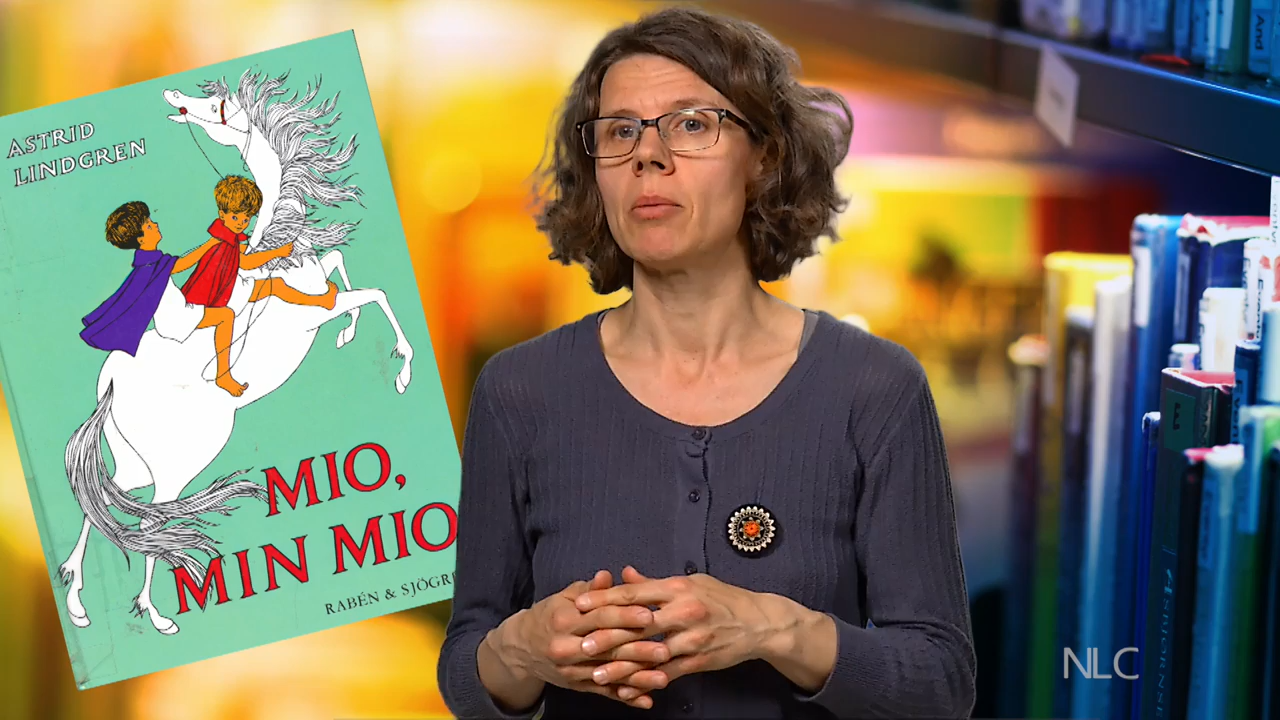 ASTRID
LINDGREN
MIO,
MIN MIO
RABÉN & SJÖGR
NLC